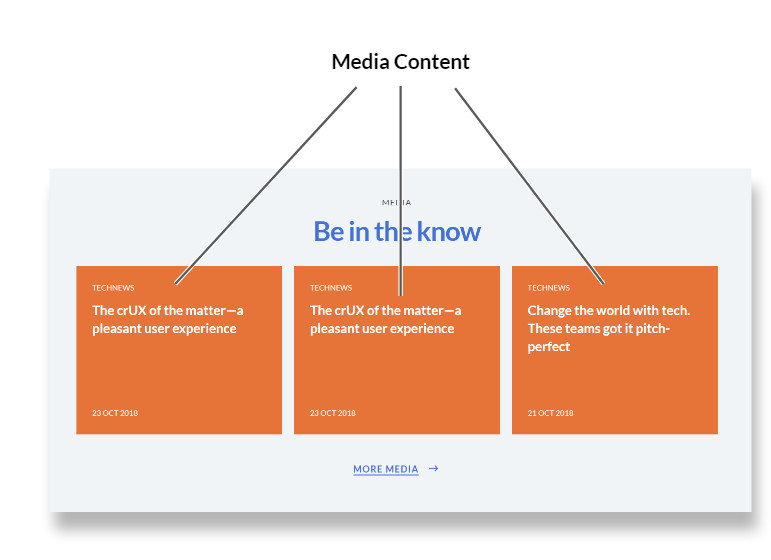 Media Content
MEDIA
Be in the know
TECHNEWS
The crUX of the matter—a
pleasant user experience
23 OCT 2018
TECHNEWS
The crUX of the matter—a
pleasant user experience
23 OCT 2018
TECHNEWS
Change the world with tech.
These teams got it pitch-
perfect
21 OCT 2018
MORE MEDIA →